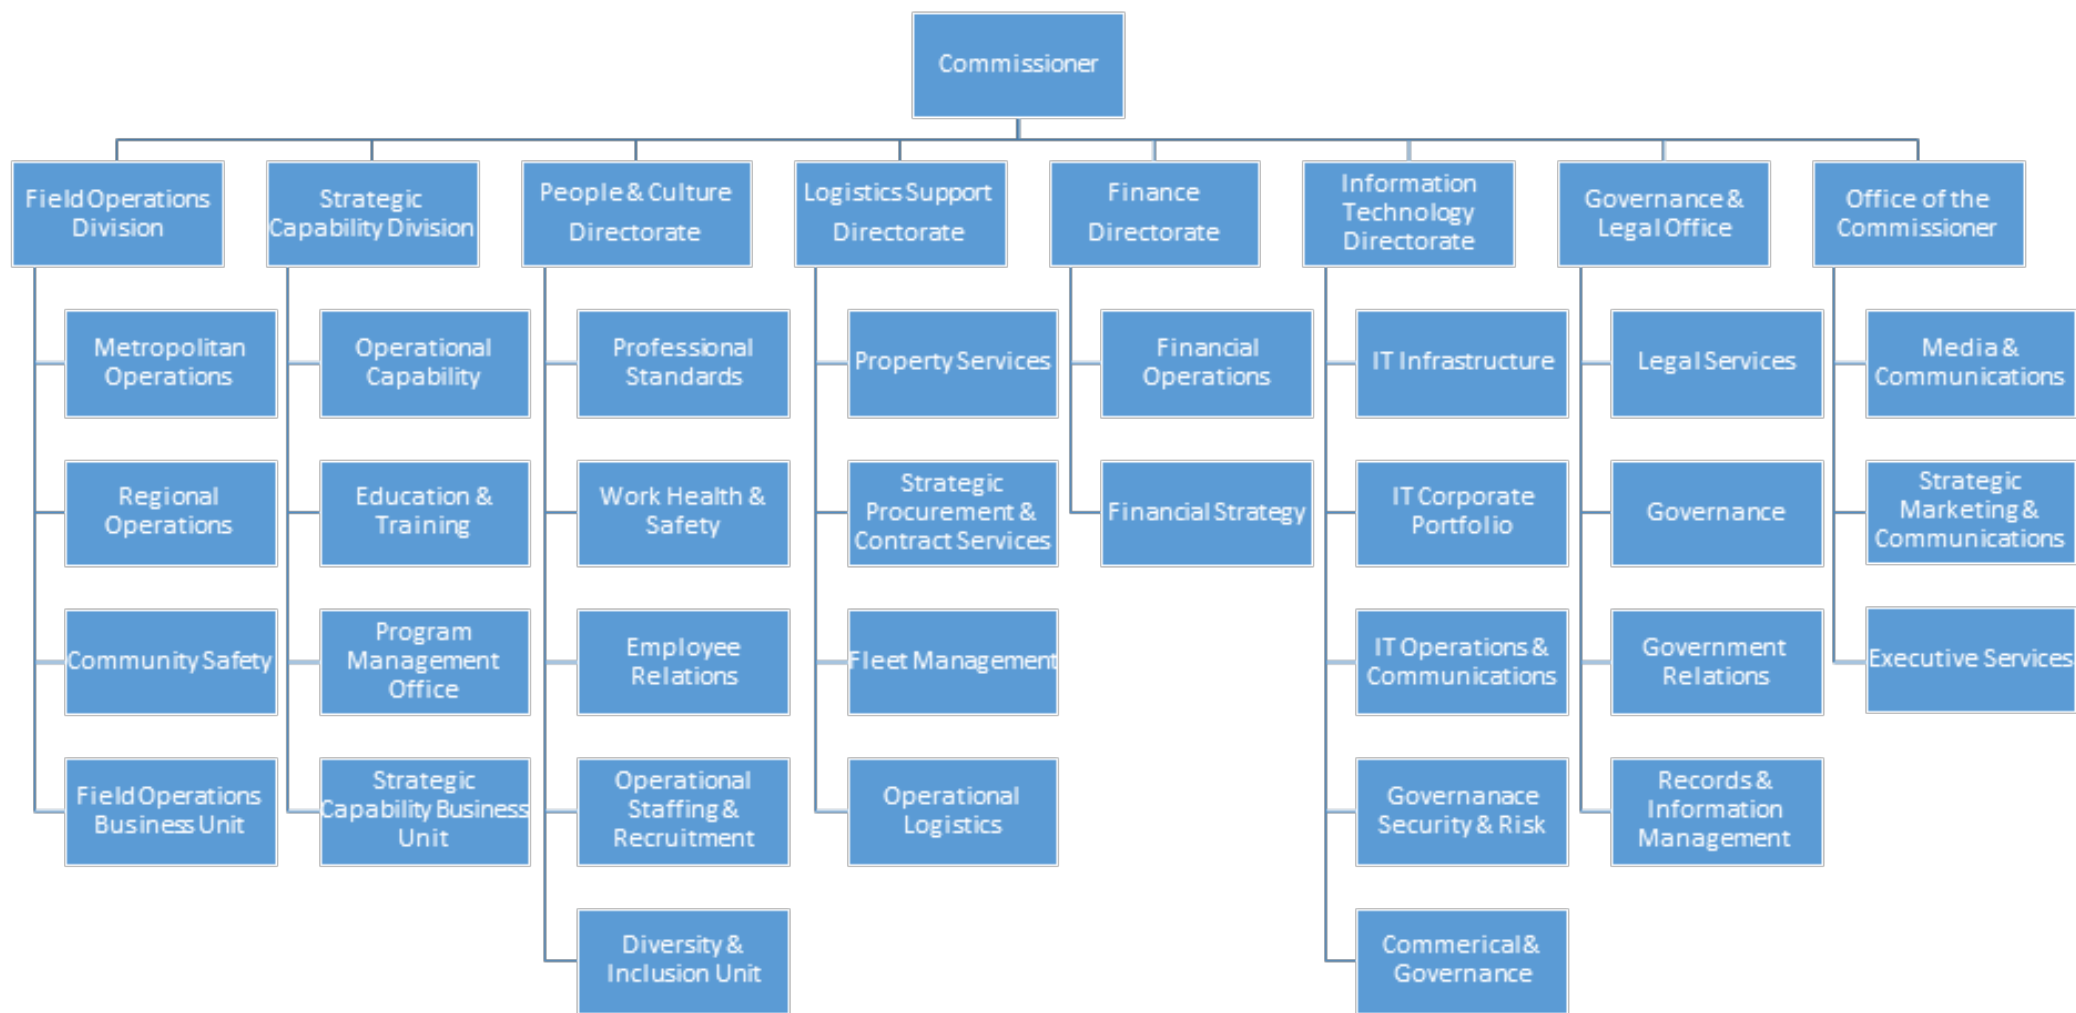 Commissioner
Field Operations
Division
Strategic
Capability Division
People & Culture
Directorate
Logistics Support
Directorate
Finance
Directorate
Information
Technology
Directorate
Governance &
Legal Office
Office of the
Commissioner
Metropolitan
Operations
Regional
Operations
Community Safety
Field Operations
Business Unit
Operational
Capability
Education &
Training
Program
Management
Office
Strategic
Capability Business
Unit
Professional
Standards
Work Health &
Safety
Employee
Relations
Operational
Staffing &
Recruitment
Diversity &
Inclusion Unit
Property Services
Strategic
Procurement &
Contract Services
Fleet Management
Operational
Logistics
Financial
Operations
Financial Strategy
IT Infrastructure
IT Corporate
Portfolio
IT Operations &
Communications
Governanace
Security & Risk
Commerical &
Governance
Legal Services
Governance
Government
Relations
Records &
Information
Management
Media &
Communications
Strategic
Marketing &
Communications
Executive Services